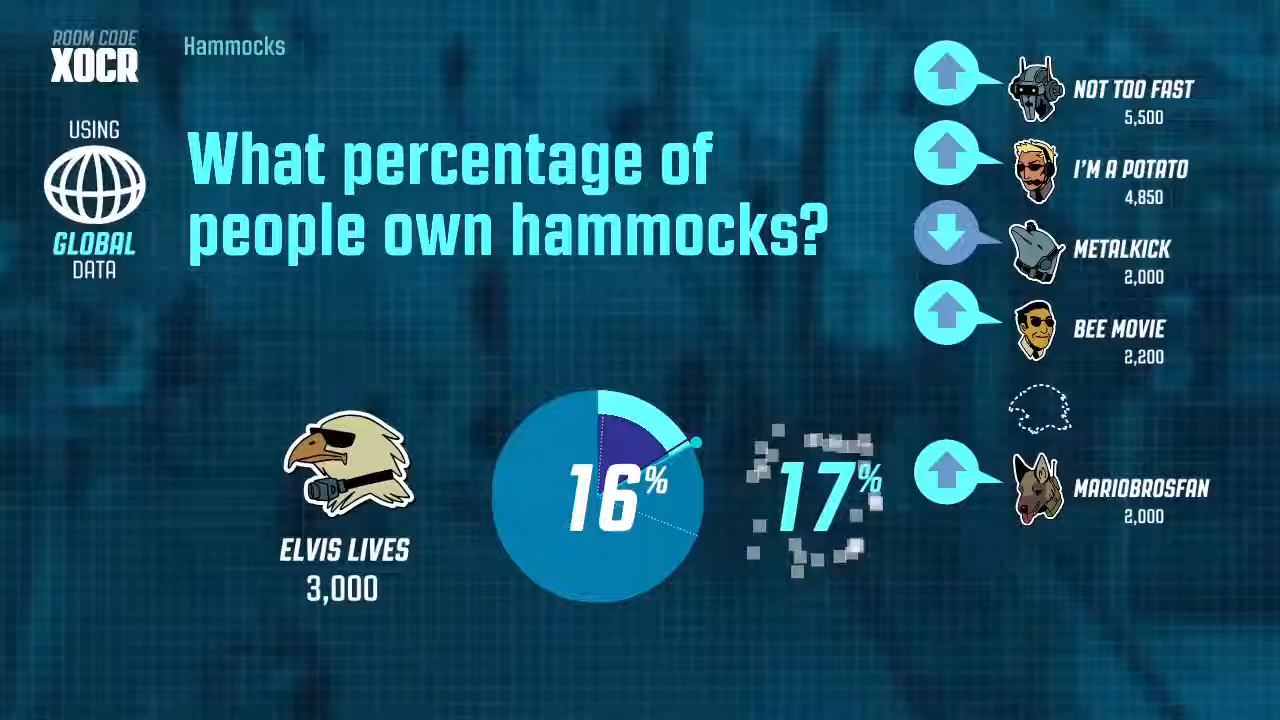 ROOM CODE
XOCR
Hammocks
USING
GLOBAL
DATA
What percentage of
people own hammocks?
NOT TOO FAST
5,500
I'M A POTATO
4,850
METALKICK
2,000
BEE MOVIE
2,200
MARIOBROSFAN
2,000
ELVIS LIVES
3,000
16%
17%